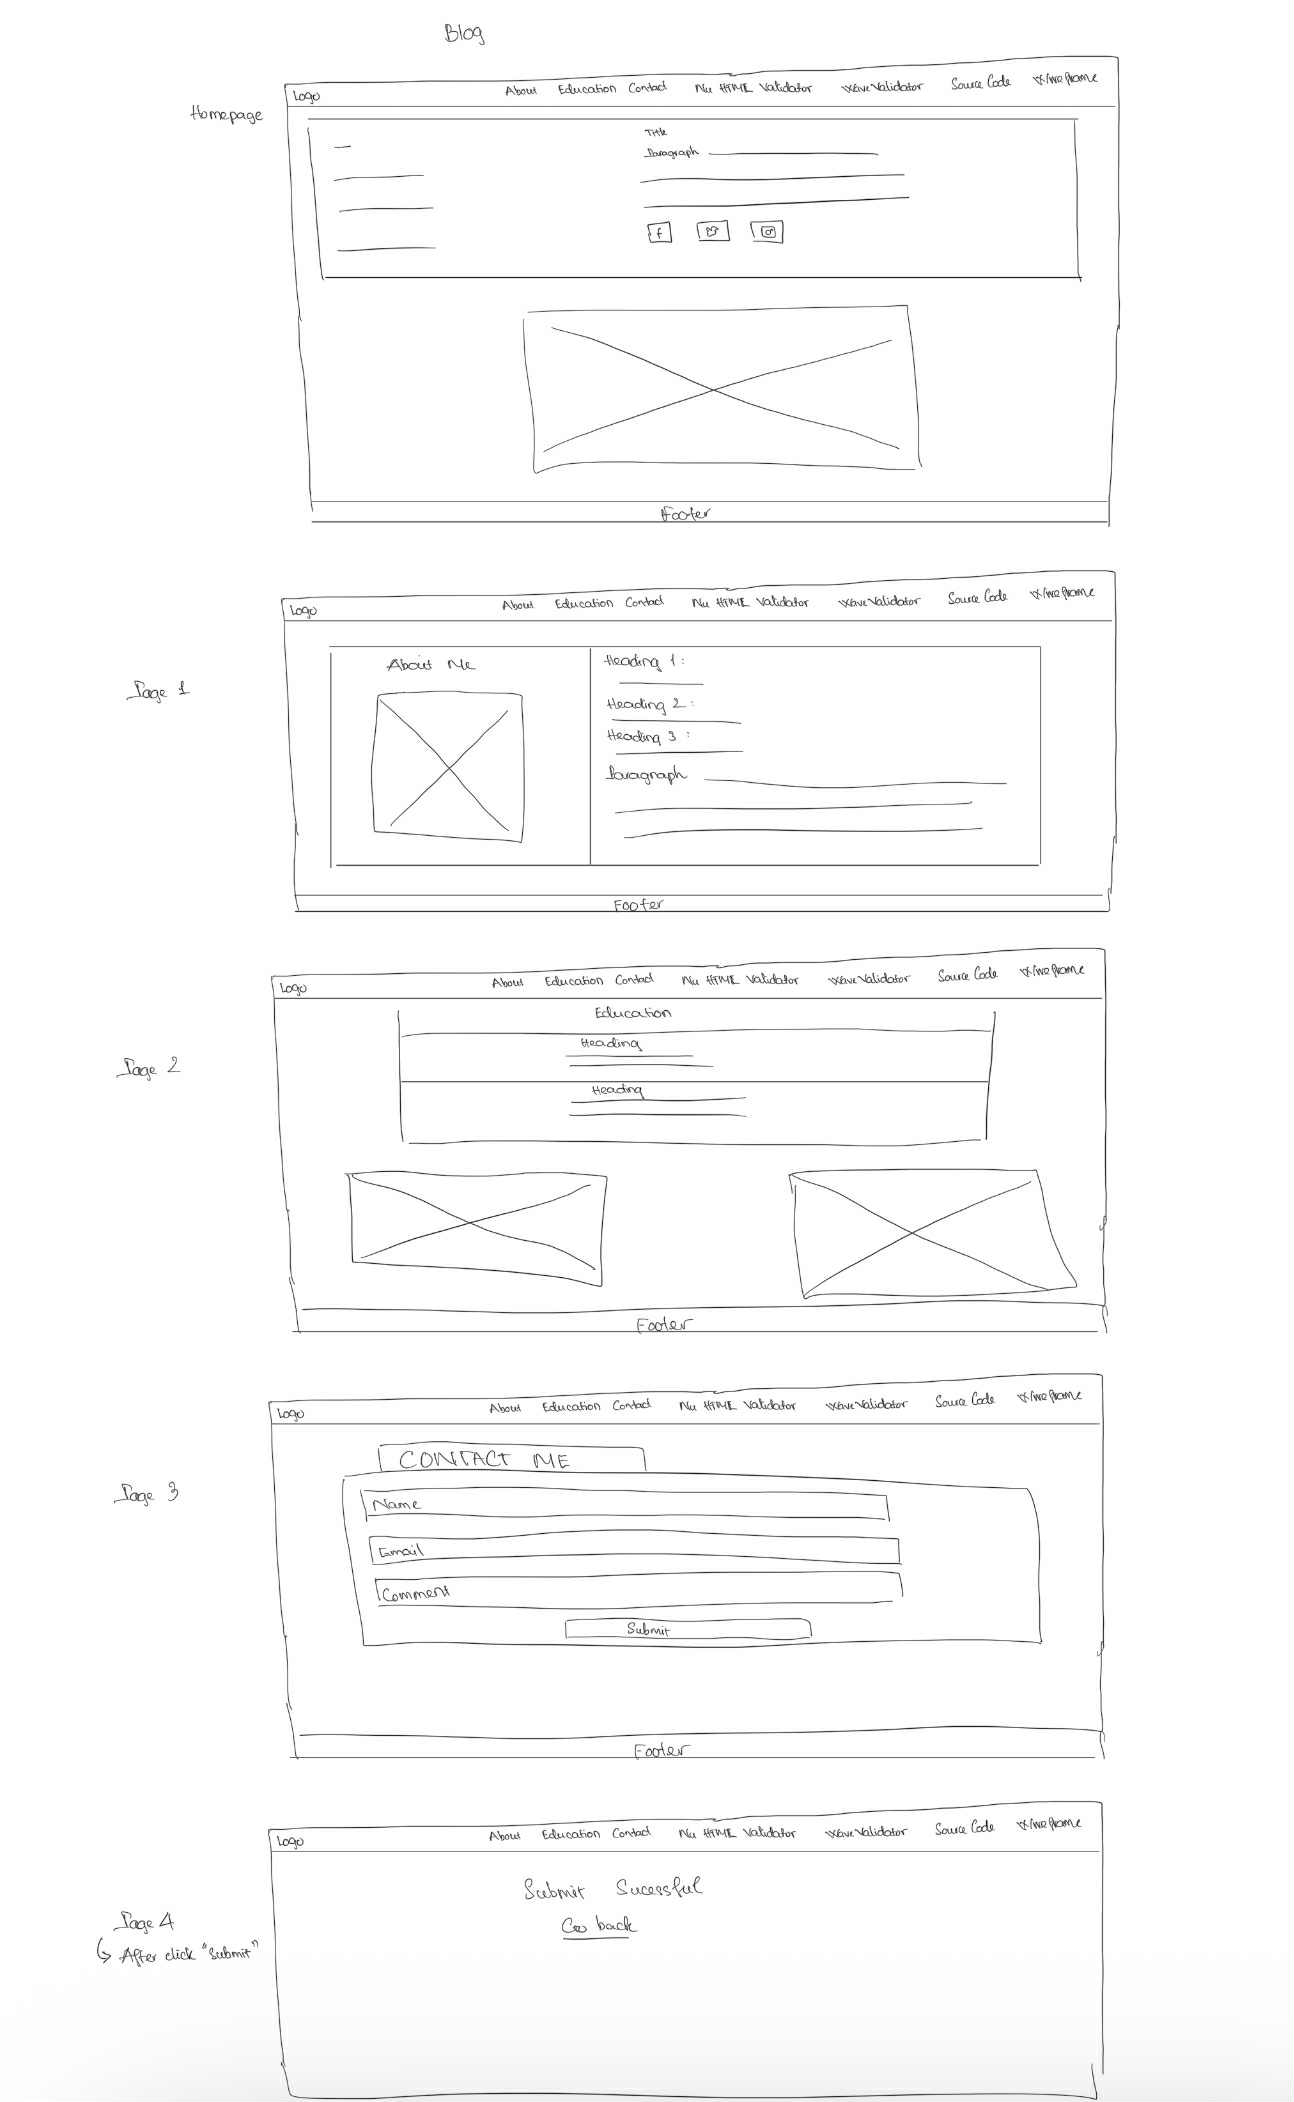 Blog
Homepage
Logo About Education Contact Nu HTML Validator Wave Validator Source Code Wireframe
Title
Paragraph
f
Footer
Page 1
Logo About Education Contact Nu HTML Validator Wave Validator Source Code Wireframe
About Me
Heading 1:
Heading 2:
Heading 3:
Paragraph
Footer
Page 2
Logo About Education Contact Nu HTML Validator Wave Validator Source Code Wireframe
Education
Heading
Heading
Footer
Page 3
Logo About Education Contact Nu HTML Validator Wave Validator Source Code Wireframe
CONTACT ME
Name
Email
Comment
Submit
Footer
Page 4
After click "Submit"
Logo About Education Contact Nu HTML Validator Wave Validator Source Code Wireframe
Submit Sucessful
Go back